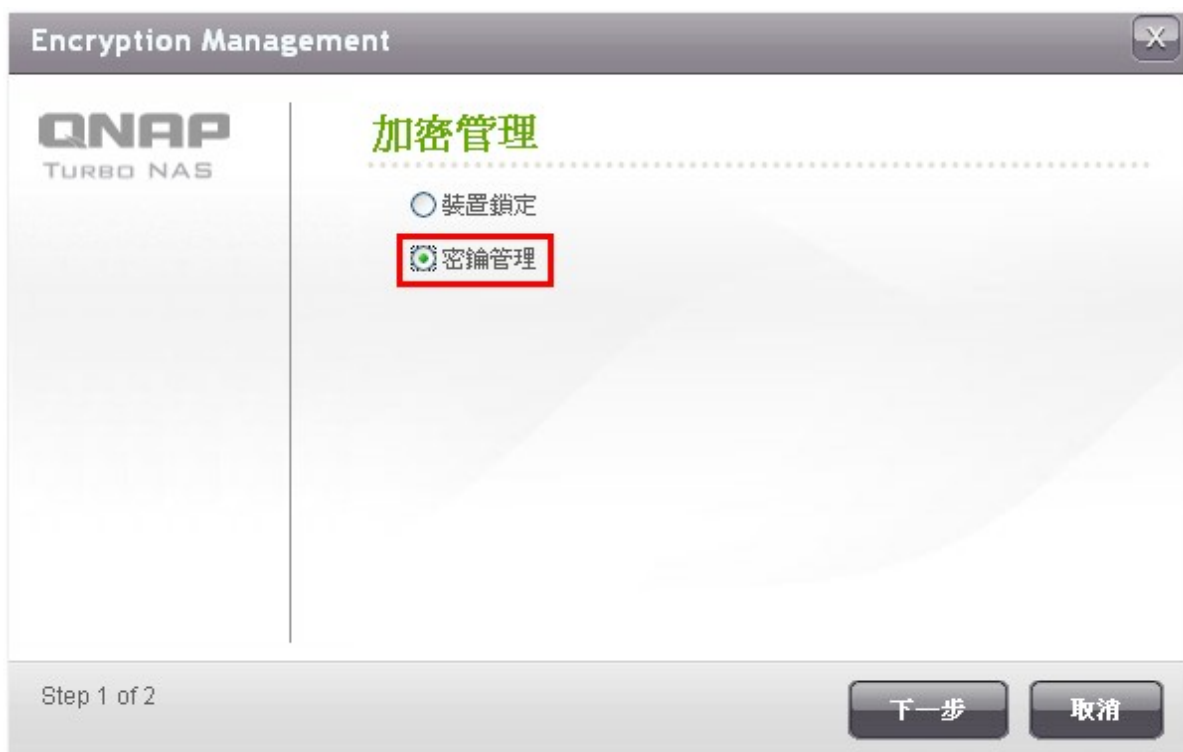 Encryption Management
QNAP
TURBO NAS
加密管理
裝置鎖定
密鑰管理
Step 1 of 2
下一步
取消